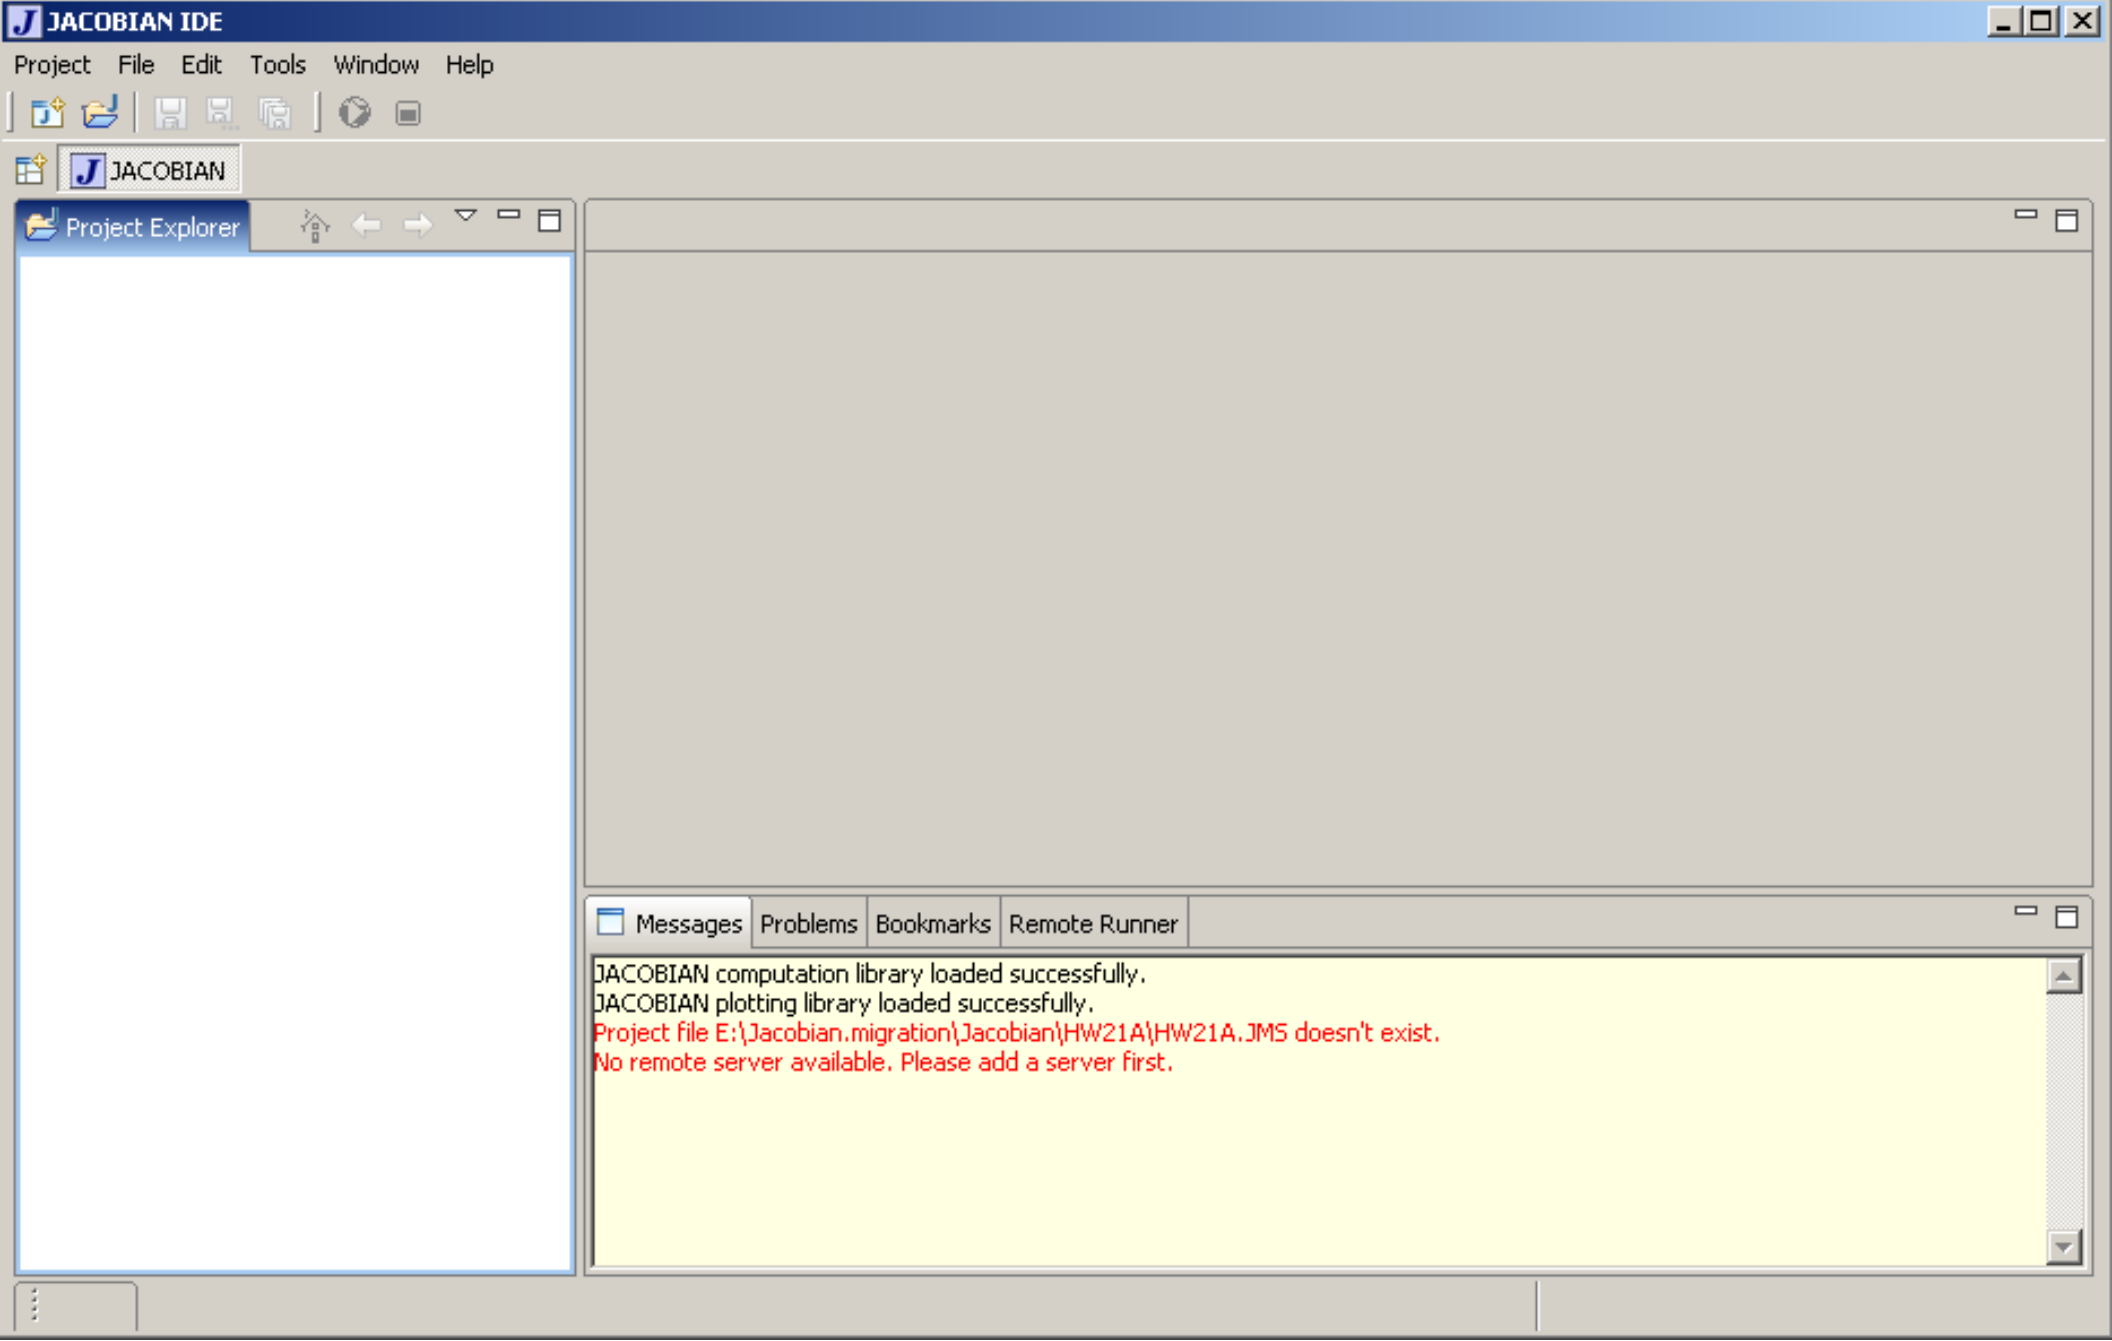 JACOBIAN IDE
Project File Edit Tools Window Help
JACOBIAN
Project Explorer
Messages Problems Bookmarks Remote Runner
JACOBIAN computation library loaded successfully.
JACOBIAN plotting library loaded successfully.
Project file E:\Jacobian.migration\Jacobian\HW21A\HW21A.JMS doesn't exist.
No remote server available. Please add a server first.